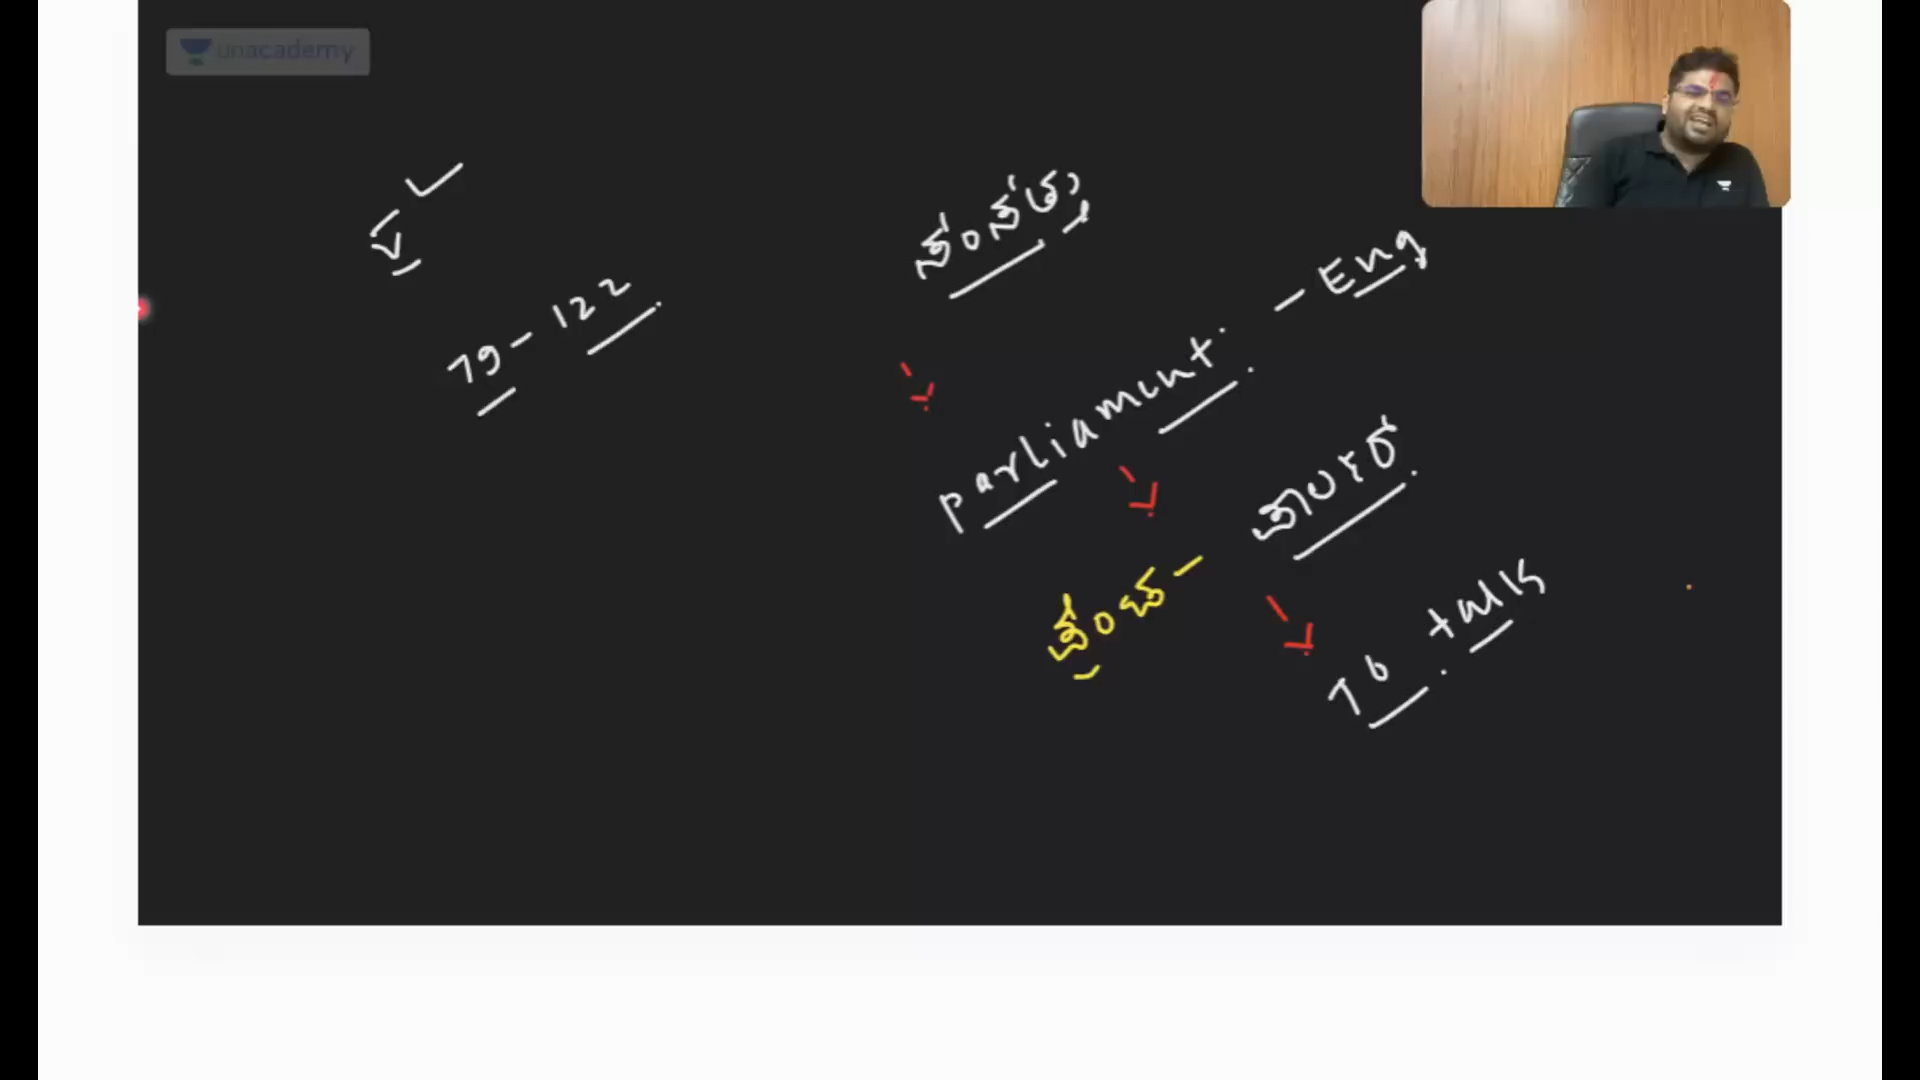 unacademy
V
79-122
ಸಂಸತ್ತು
parliament - Eng
ಪಾರ್ಲರ್
To talk